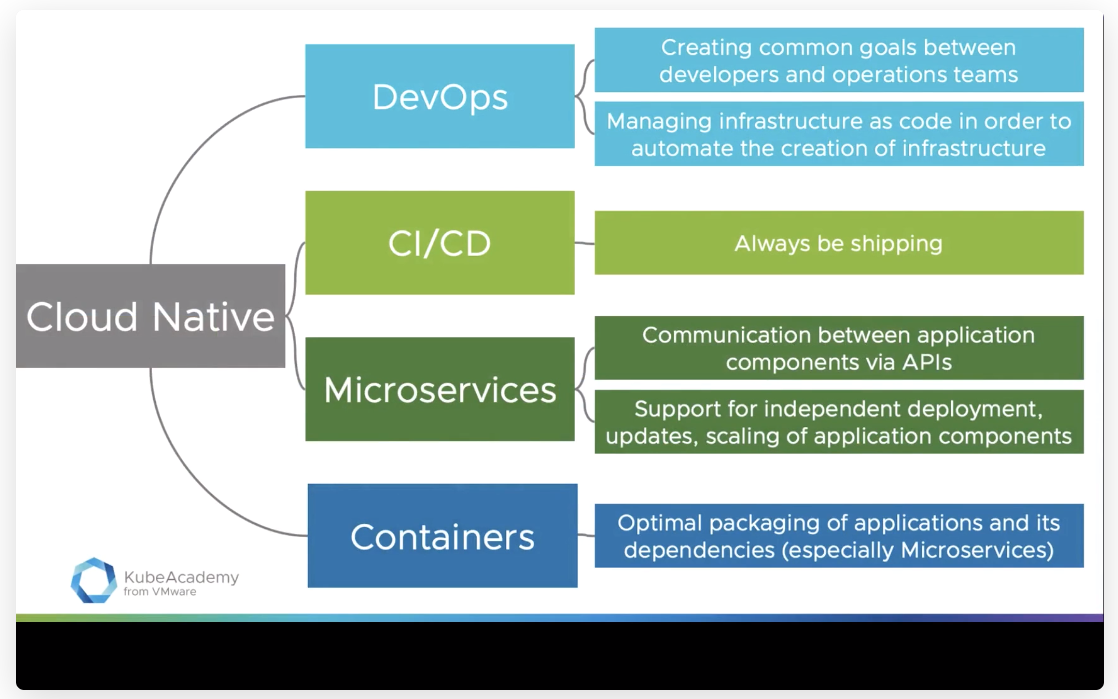 DevOps
Creating common goals between
developers and operations teams
Managing infrastructure as code in order to
automate the creation of infrastructure
CI/CD
Always be shipping
Cloud Native
Microservices
Communication between application
components via APIs
Support for independent deployment,
updates, scaling of application components
Containers
Optimal packaging of applications and its
dependencies (especially Microservices)
KubeAcademy
from VMware